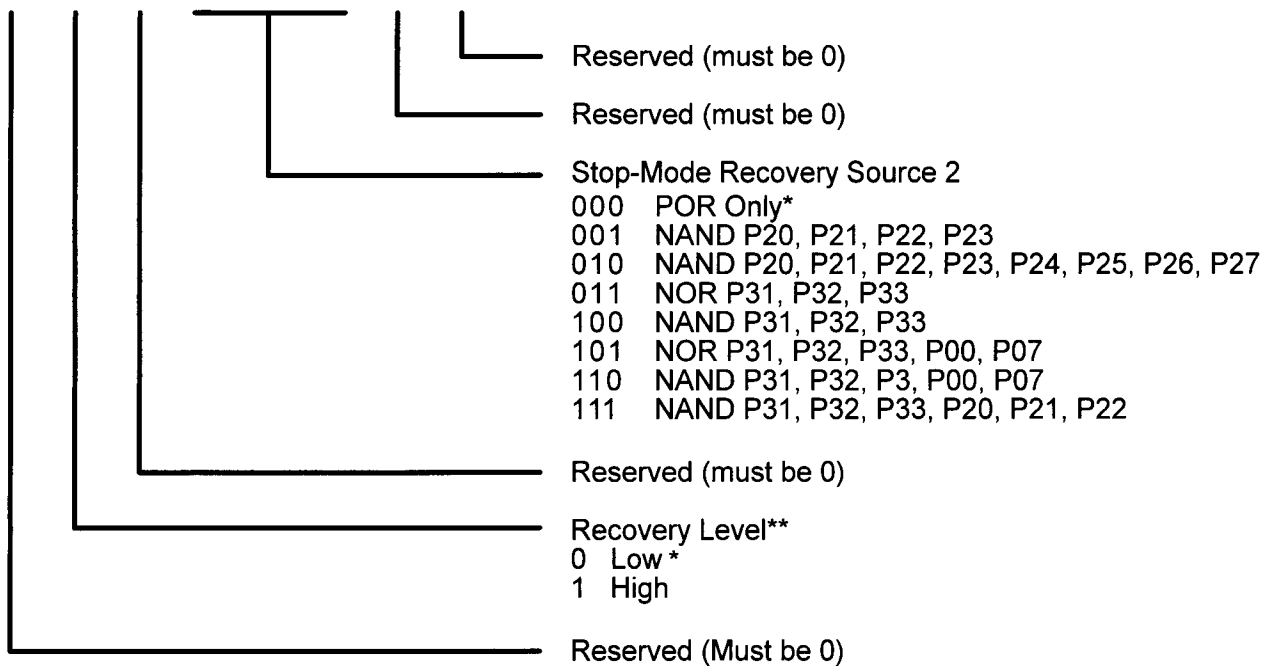 Reserved (must be 0)
Reserved (must be 0)
Stop-Mode Recovery Source 2
000 POR Only*
001 NAND P20, P21, P22, P23
010 NAND P20, P21, P22, P23, P24, P25, P26, P27
011 NOR P31, P32, P33
100 NAND P31, P32, P33
101 NOR P31, P32, P33, P00, P07
110 NAND P31, P32, P3, P00, P07
111 NAND P31, P32, P33, P20, P21, P22
Reserved (must be 0)
Recovery Level**
0 Low *
1 High
Reserved (Must be 0)